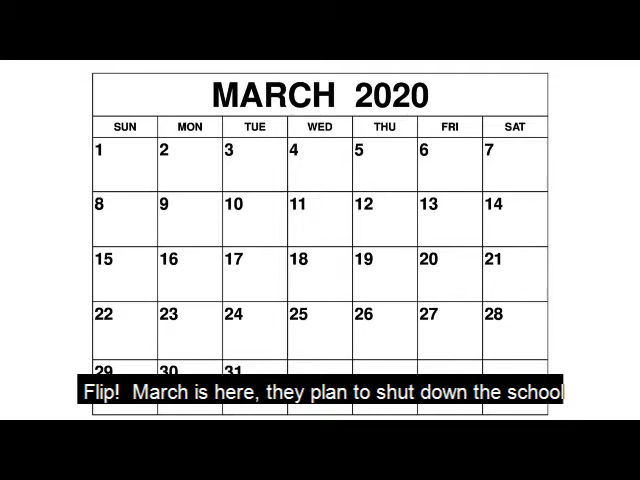 MARCH 2020
SUN MON TUE WED THU FRI SAT
1 2 3 4 5 6 7
8 9 10 11 12 13 14
15 16 17 18 19 20 21
22 23 24 25 26 27 28
29 30 31
Flip! March is here, they plan to shut down the school